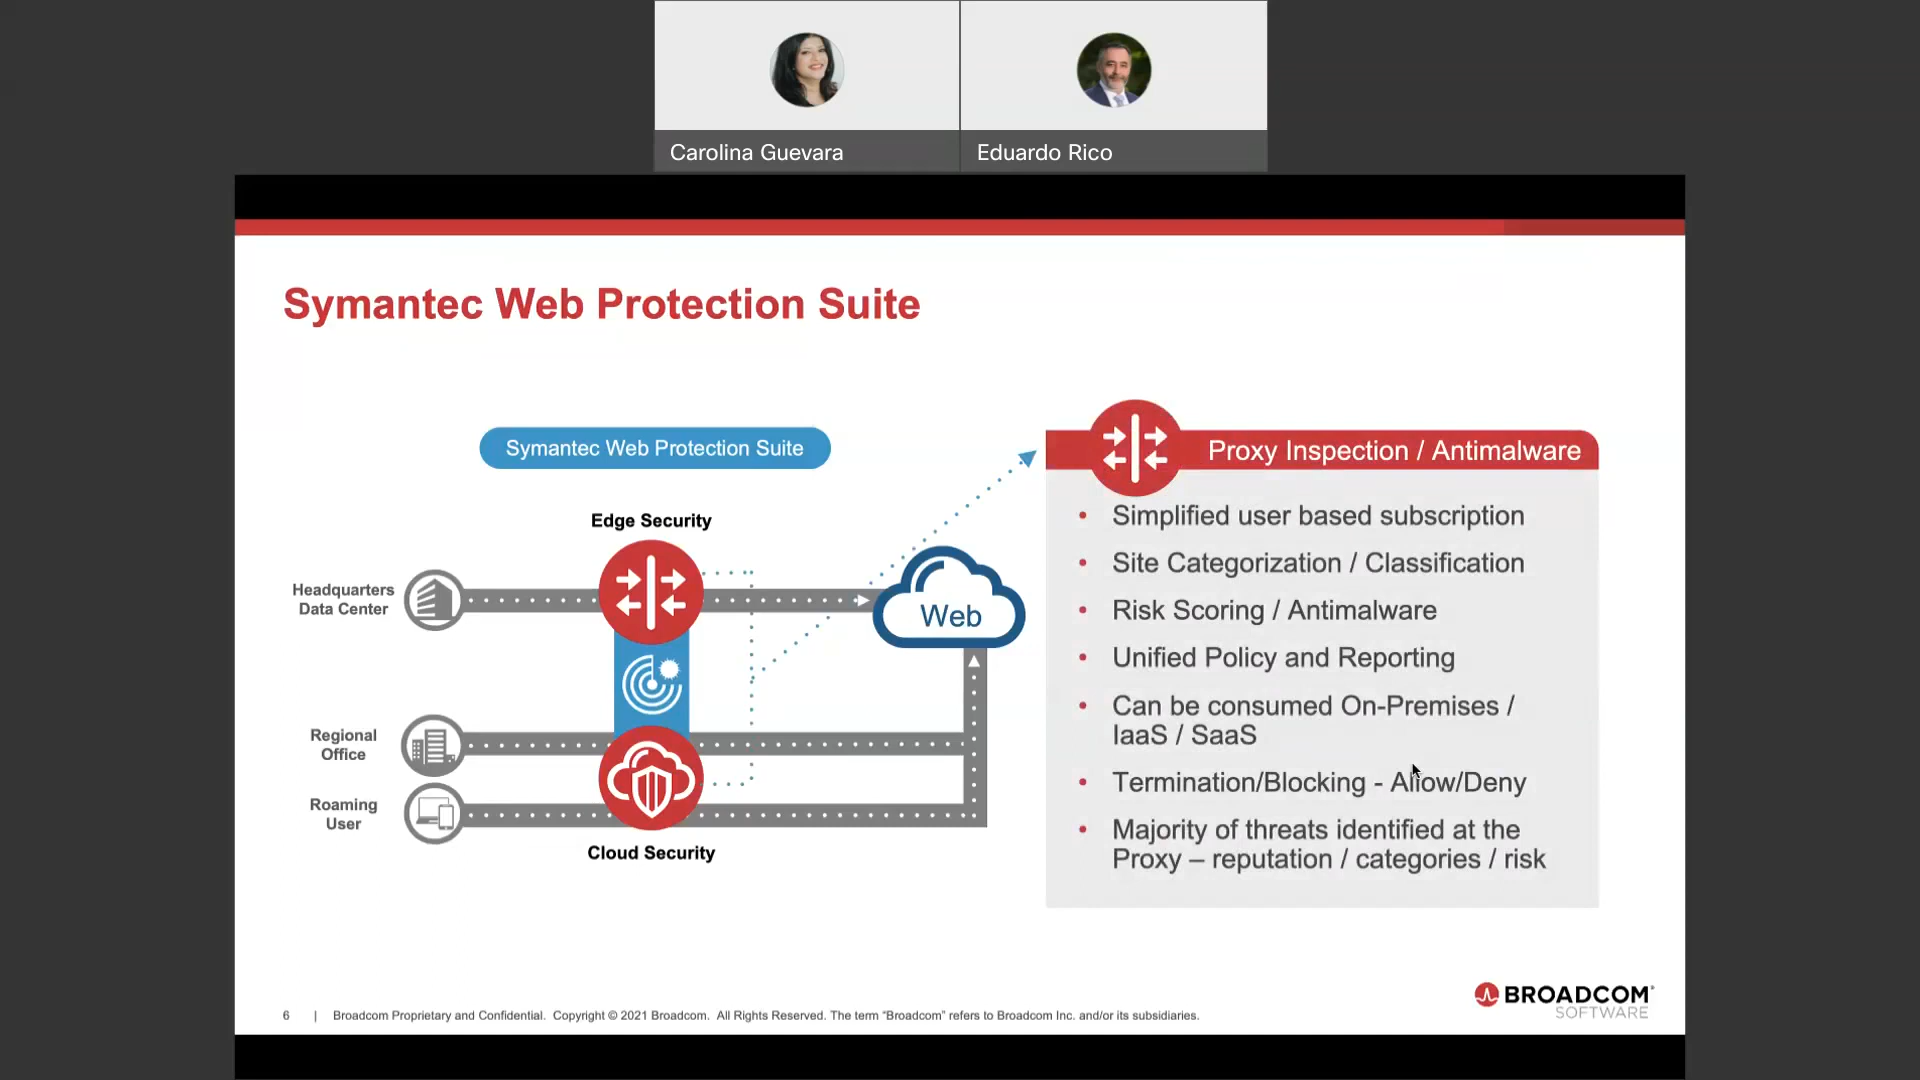 Carolina Guevara
Eduardo Rico
Symantec Web Protection Suite
Symantec Web Protection Suite
Edge Security
Headquarters
Data Center
Web
Regional
Office
Roaming
User
Cloud Security
Proxy Inspection / Antimalware
• Simplified user based subscription
• Site Categorization / Classification
• Risk Scoring / Antimalware
• Unified Policy and Reporting
• Can be consumed On-Premises /
IaaS / SaaS
• Termination/Blocking - Allow/Deny
• Majority of threats identified at the
Proxy – reputation / categories / risk
6 | Broadcom Proprietary and Confidential. Copyright © 2021 Broadcom. All Rights Reserved. The term “Broadcom” refers to Broadcom Inc. and/or its subsidiaries.
BROADCOM®
SOFTWARE